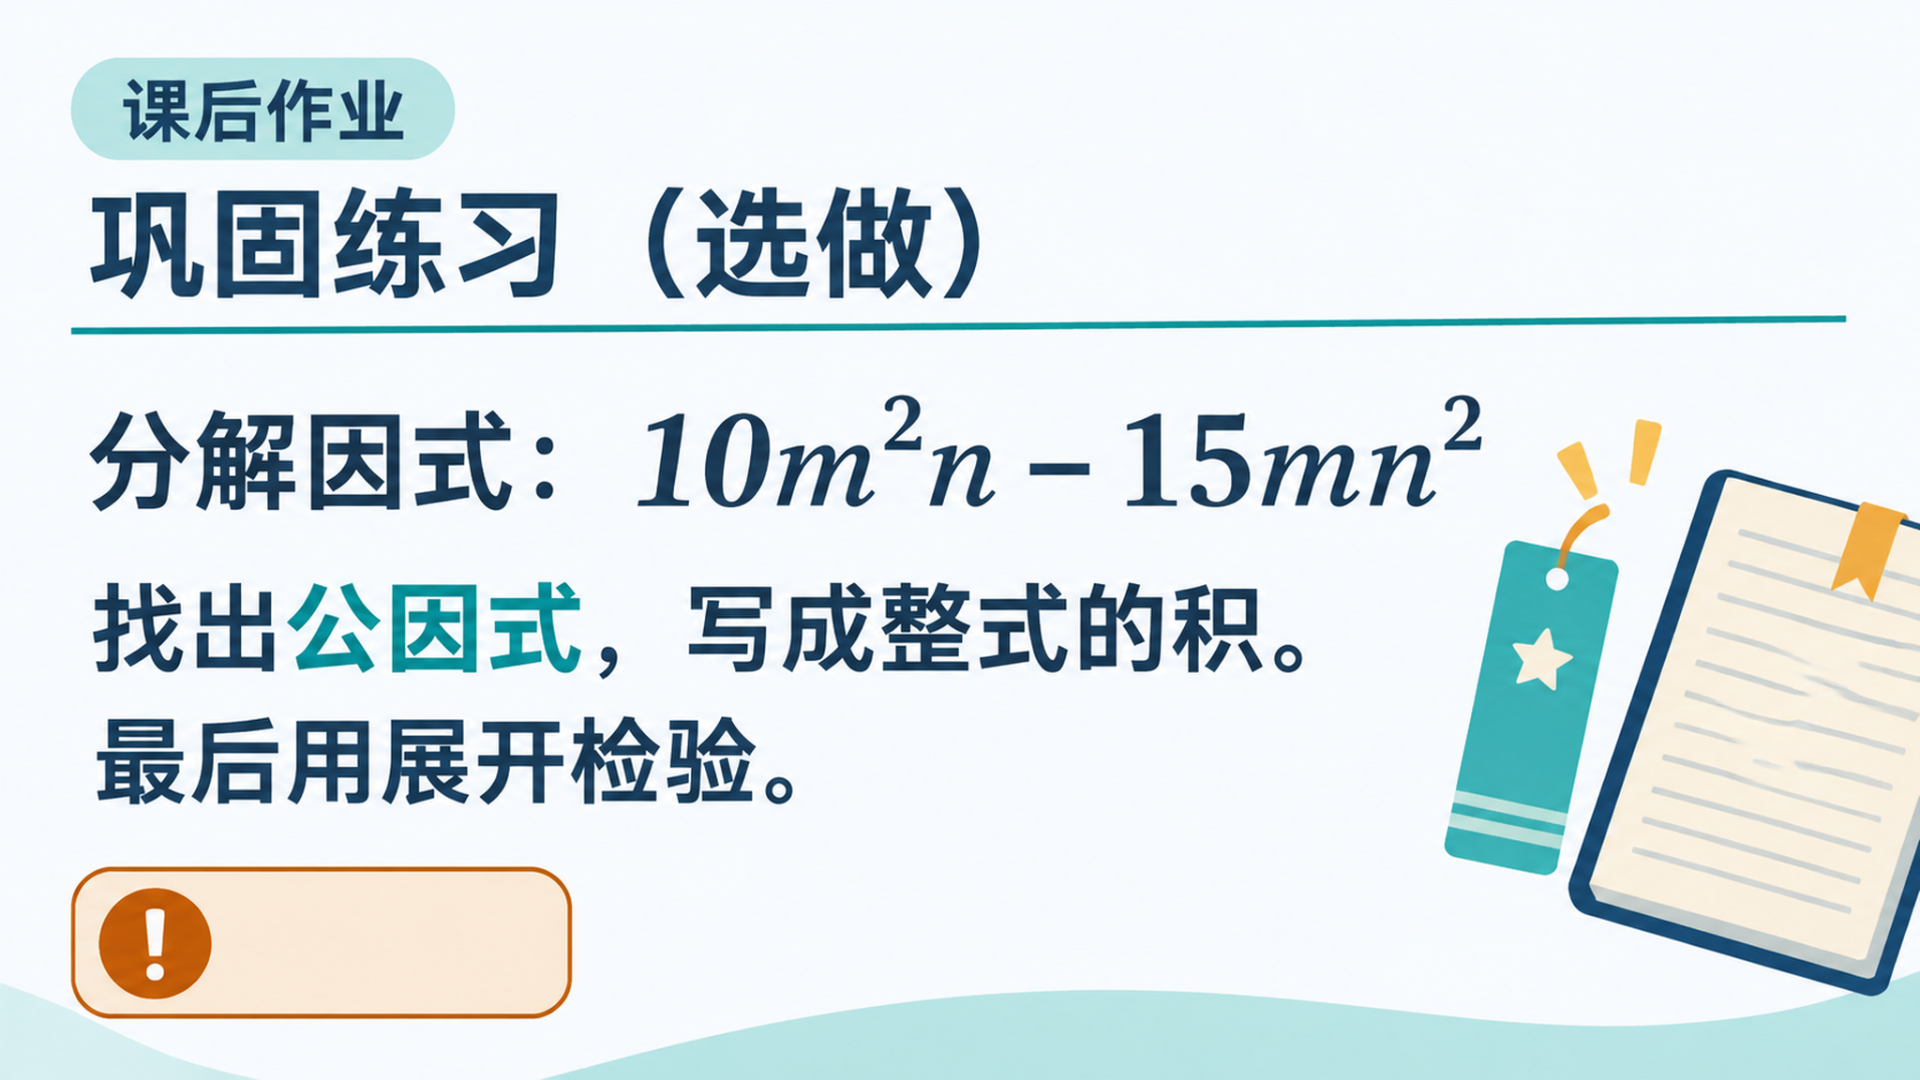 课后作业
巩固练习（选做）
分解因式：10m²n − 15mn²
找出公因式，写成整式的积。
最后用展开检验。
!